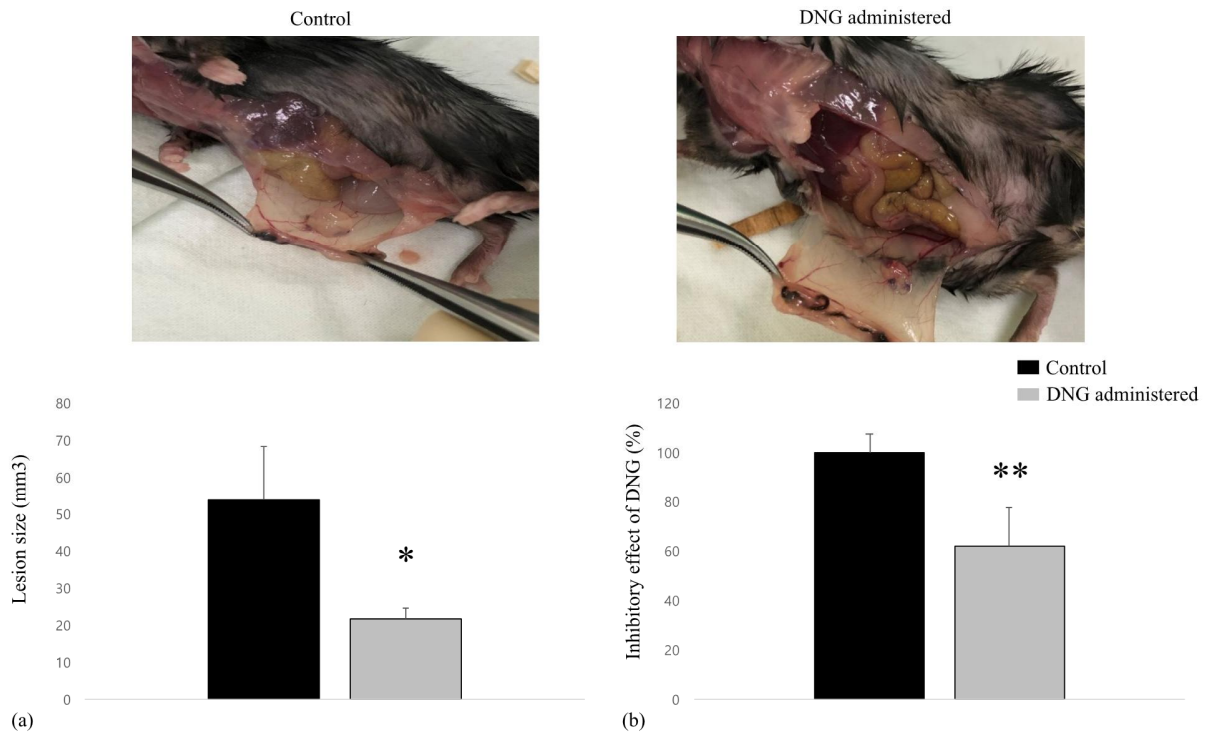 Control
DNG administered
Control
DNG administered
Lesion size (mm3)
80
70
60
50
40
30
20
10
0
*
(a)
Inhibitory effect of DNG (%)
120
100
80
60
40
20
0
**
(b)